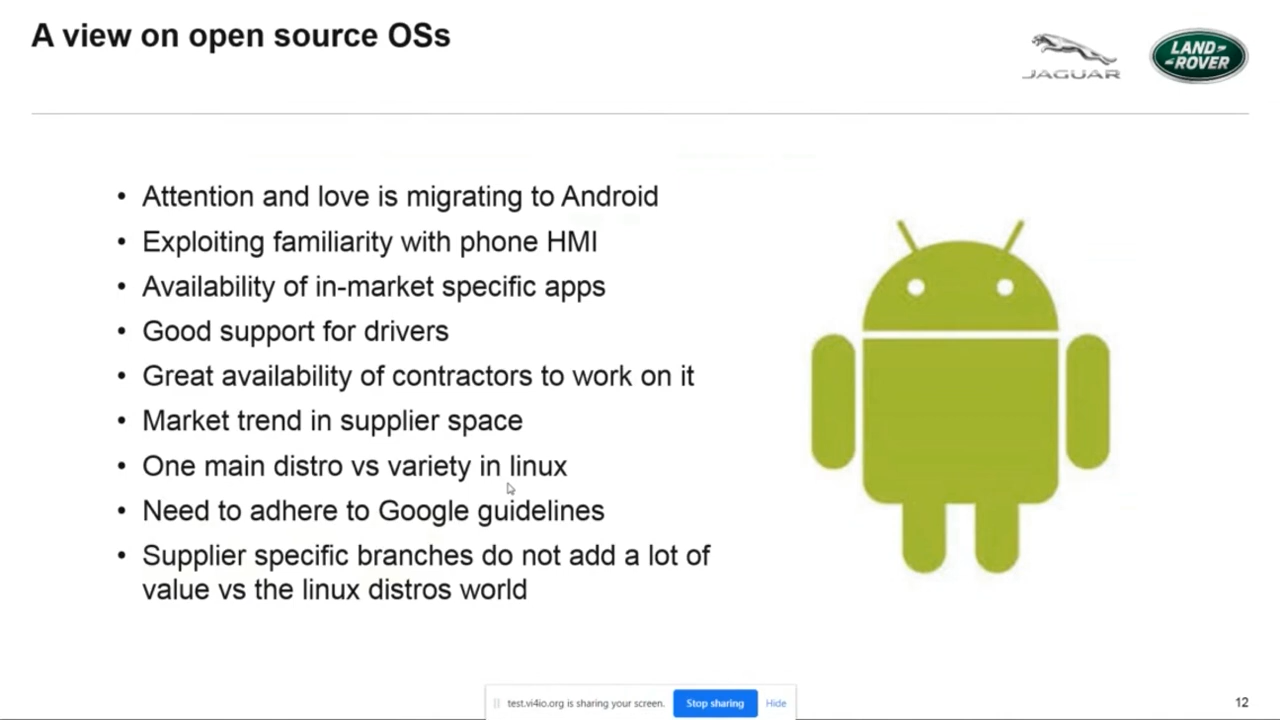 A view on open source OSs
JAGUAR
LAND-
-ROVER
• Attention and love is migrating to Android
• Exploiting familiarity with phone HMI
• Availability of in-market specific apps
• Good support for drivers
• Great availability of contractors to work on it
• Market trend in supplier space
• One main distro vs variety in linux
• Need to adhere to Google guidelines
• Supplier specific branches do not add a lot of
value vs the linux distros world
test.vi4io.org is sharing your screen. Stop sharing Hide
12